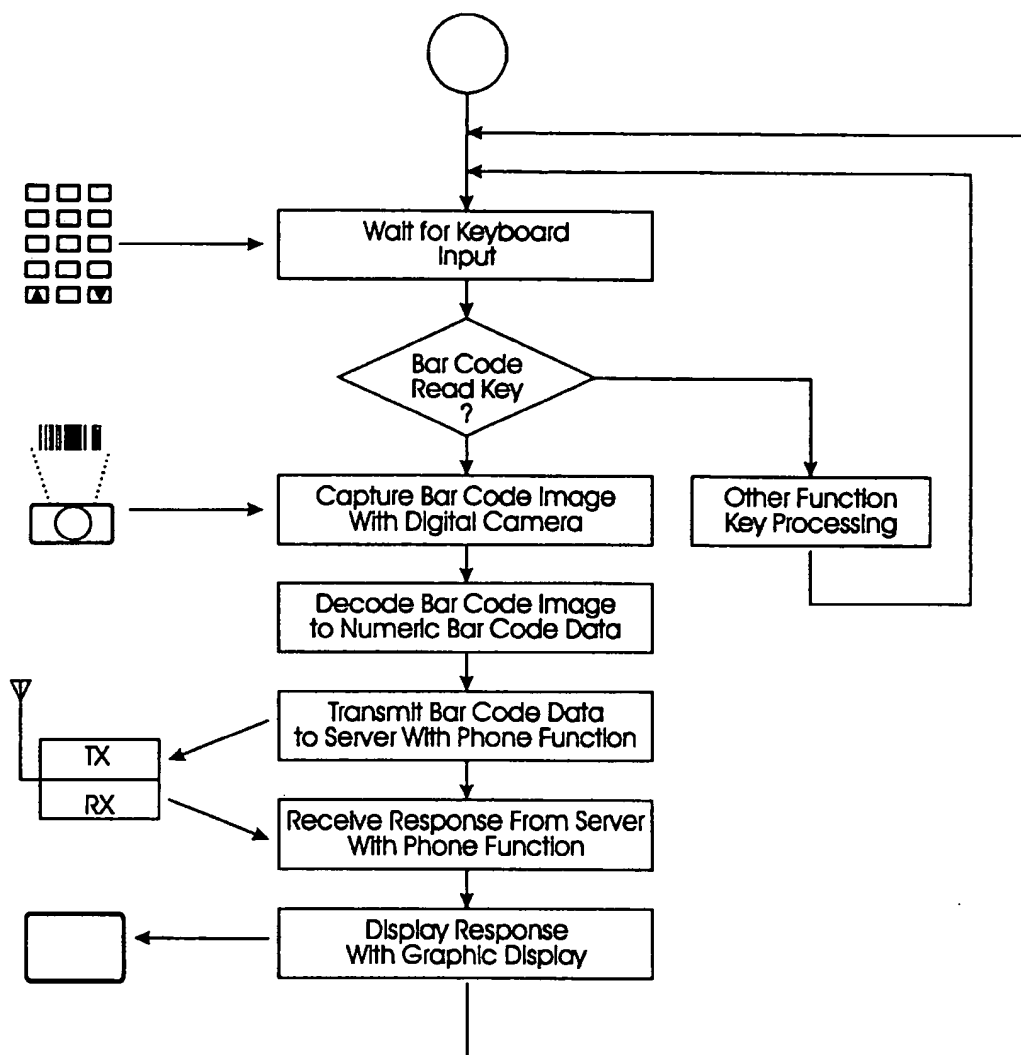 Wait for Keyboard
Input
Bar Code
Read Key
?
Capture Bar Code Image
With Digital Camera
Other Function
Key Processing
Decode Bar Code Image
to Numeric Bar Code Data
Transmit Bar Code Data
to Server With Phone Function
TX
RX
Receive Response From Server
With Phone Function
Display Response
With Graphic Display